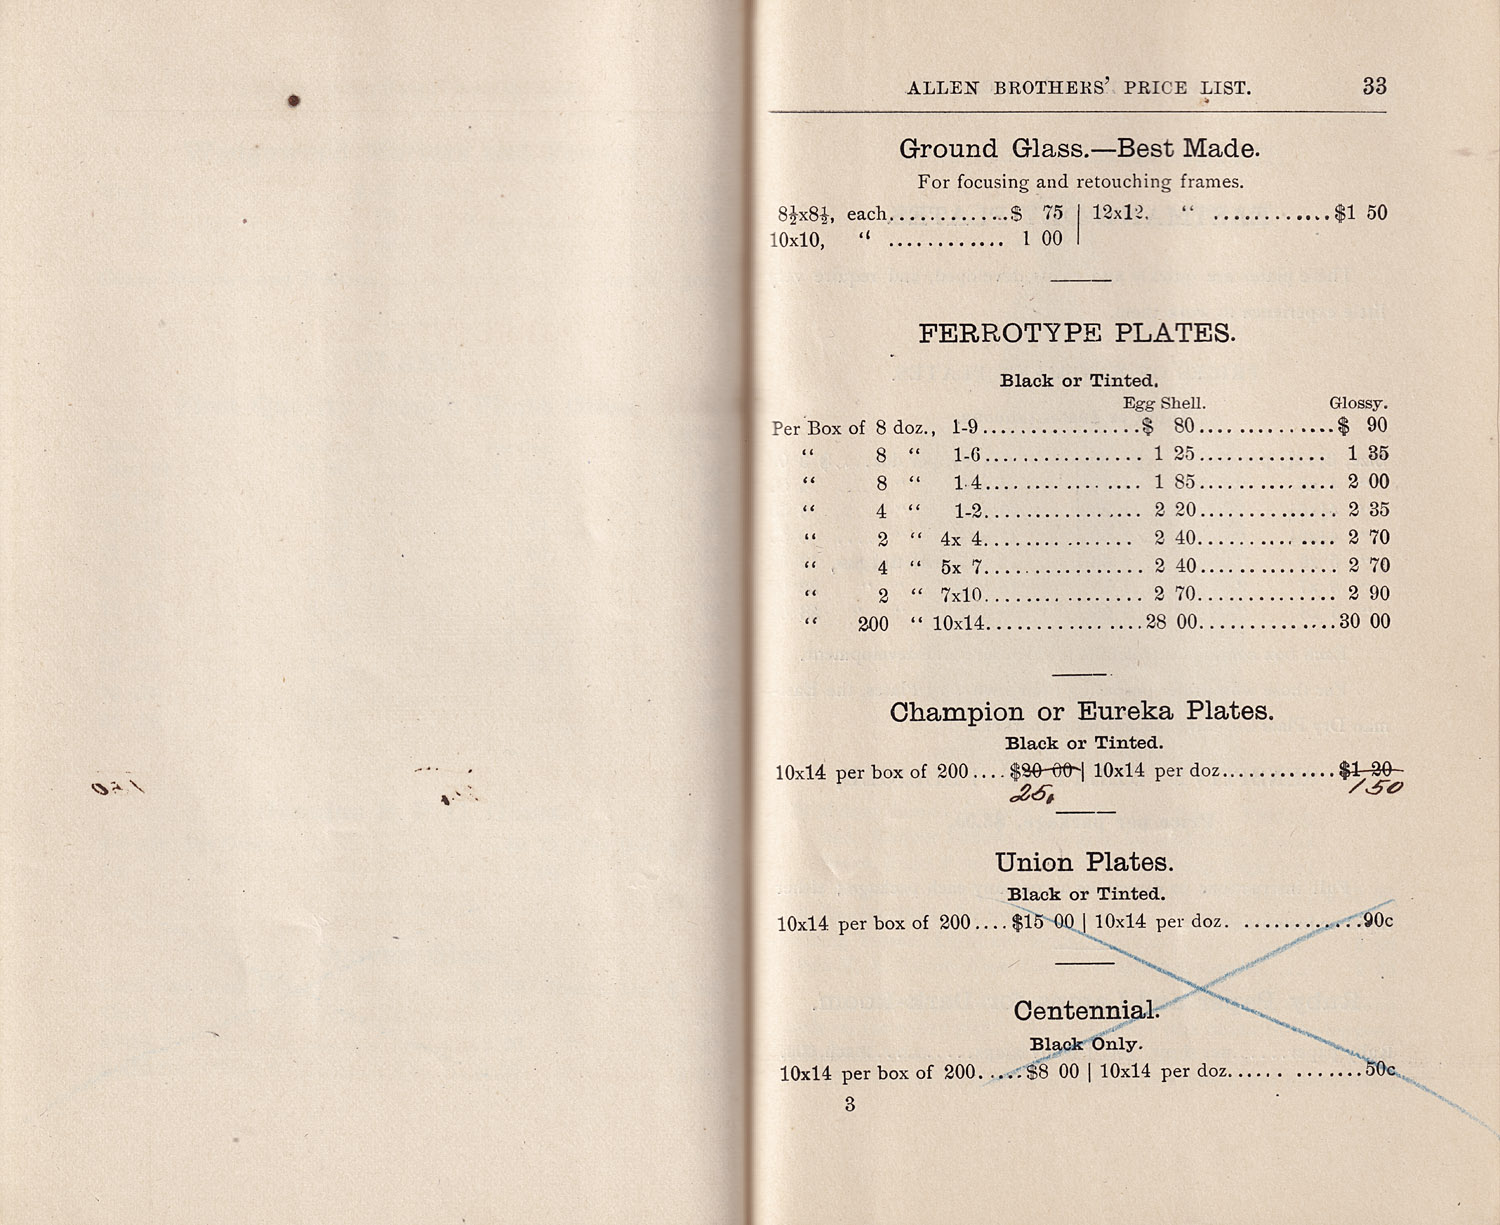 ALLEN BROTHERS' PRICE LIST. 33
Ground Glass.—Best Made.
For focusing and retouching frames.
8½x8½, each.............$ 75 | 12x12. “ ............$1 50
10x10, “ ............ 1 00 |
FERROTYPE PLATES.
Black or Tinted.
Egg Shell. Glossy.
Per Box of 8 doz., 1-9................$ 80..............$ 90
“ 8 “ 1-6................ 1 25............. 1 35
“ 8 “ 1 4................ 1 85.............. 2 00
“ 4 “ 1-2................ 2 20.............. 2 35
“ 2 “ 4x 4............... 2 40.............. 2 70
“ 4 “ 5x 7................ 2 40.............. 2 70
“ 2 “ 7x10................ 2 70.............. 2 90
“ 200 “ 10x14................28 00..............30 00
Champion or Eureka Plates.
Black or Tinted.
10x14 per box of 200....$20 00 | 10x14 per doz............$1 20
25. 1 50
Union Plates.
Black or Tinted.
10x14 per box of 200....$15 00 | 10x14 per doz. ............90c
Centennial.
Black Only.
10x14 per box of 200.....$8 00 | 10x14 per doz...... .......50c
3